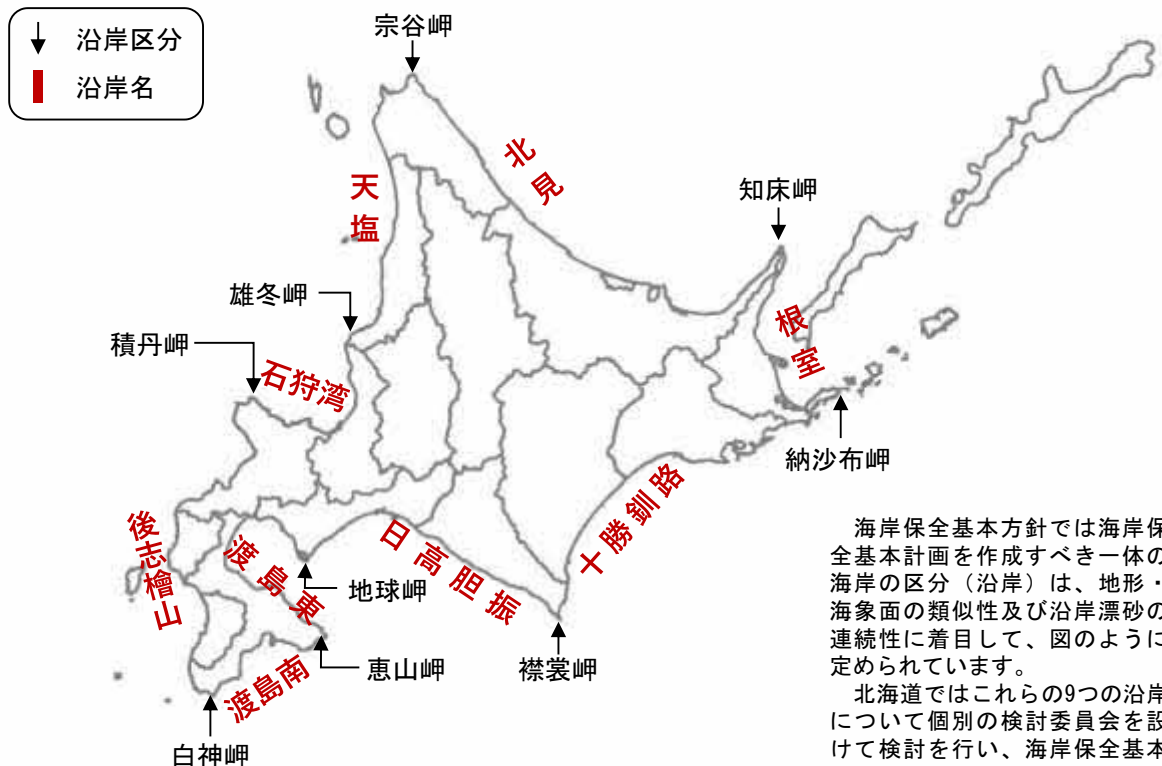 沿岸区分
沿岸名
宗谷岬
北見
天塩
知床岬
雄冬岬
根室
積丹岬
石狩湾
納沙布岬
十勝釧路
後志檜山
渡島東
日高胆振
地球岬
恵山岬
襟裳岬
渡島南
白神岬
海岸保全基本方針では海岸保
全基本計画を作成すべき一体の
海岸の区分（沿岸）は、地形・
海象面の類似性及び沿岸漂砂の
連続性に着目して、図のように
定められています。
北海道ではこれらの9つの沿岸
について個別の検討委員会を設
けて検討を行い、海岸保全基本